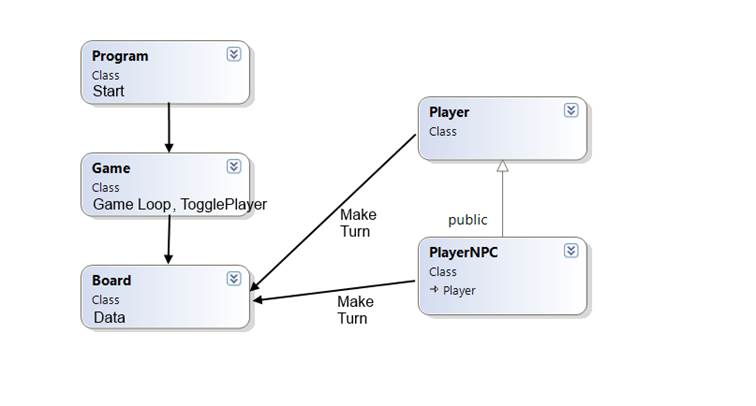 Program
Class
Start
Game
Class
Game Loop, TogglePlayer
Board
Class
Data
Player
Class
Make
Turn
public
PlayerNPC
Class
Player
Make
Turn